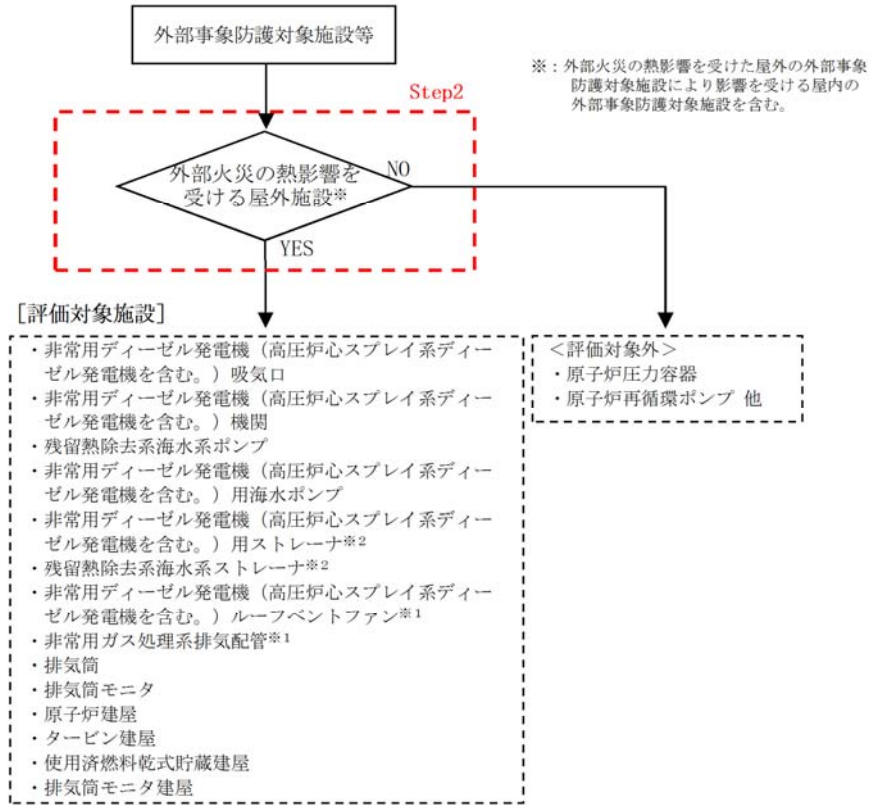 外部事象防護対象施設等
※：外部火災の熱影響を受けた屋外の外部事象
防護対象施設により影響を受ける屋内の
外部事象防護対象施設を含む。
Step2
外部火災の熱影響を
受ける屋外施設※
NO
YES
［評価対象施設］
・非常用ディーゼル発電機（高圧炉心スプレイ系ディー
ゼル発電機を含む。）吸気口
・非常用ディーゼル発電機（高圧炉心スプレイ系ディー
ゼル発電機を含む。）機関
・残留熱除去系海水系ポンプ
・非常用ディーゼル発電機（高圧炉心スプレイ系ディー
ゼル発電機を含む。）用海水ポンプ
・非常用ディーゼル発電機（高圧炉心スプレイ系ディー
ゼル発電機を含む。）用ストレーナ※2
・残留熱除去系海水系ストレーナ※2
・非常用ディーゼル発電機（高圧炉心スプレイ系ディー
ゼル発電機を含む。）ルーフベントファン※1
・非常用ガス処理系排気配管※1
・排気筒
・排気筒モニタ
・原子炉建屋
・タービン建屋
・使用済燃料乾式貯蔵建屋
・排気筒モニタ建屋
＜評価対象外＞
・原子炉圧力容器
・原子炉再循環ポンプ 他